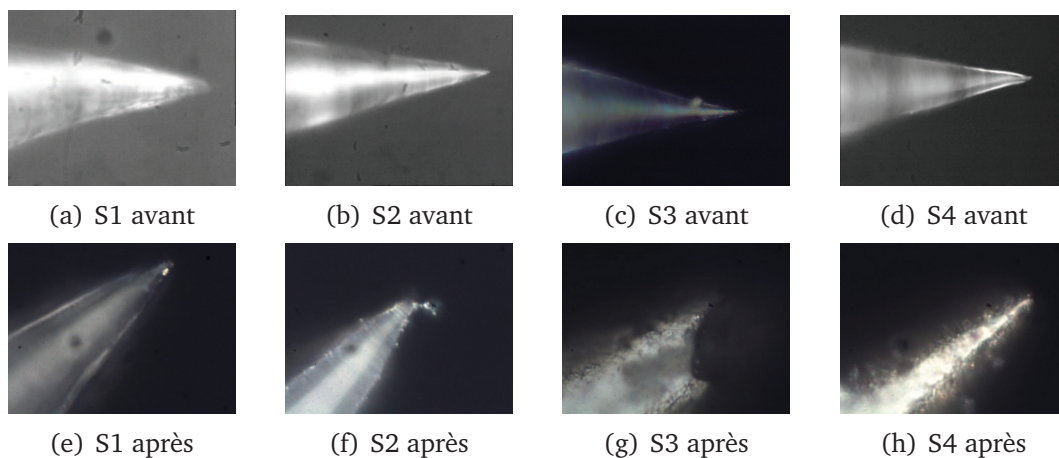 (a) S1 avant
(b) S2 avant
(c) S3 avant
(d) S4 avant
(e) S1 après
(f) S2 après
(g) S3 après
(h) S4 après